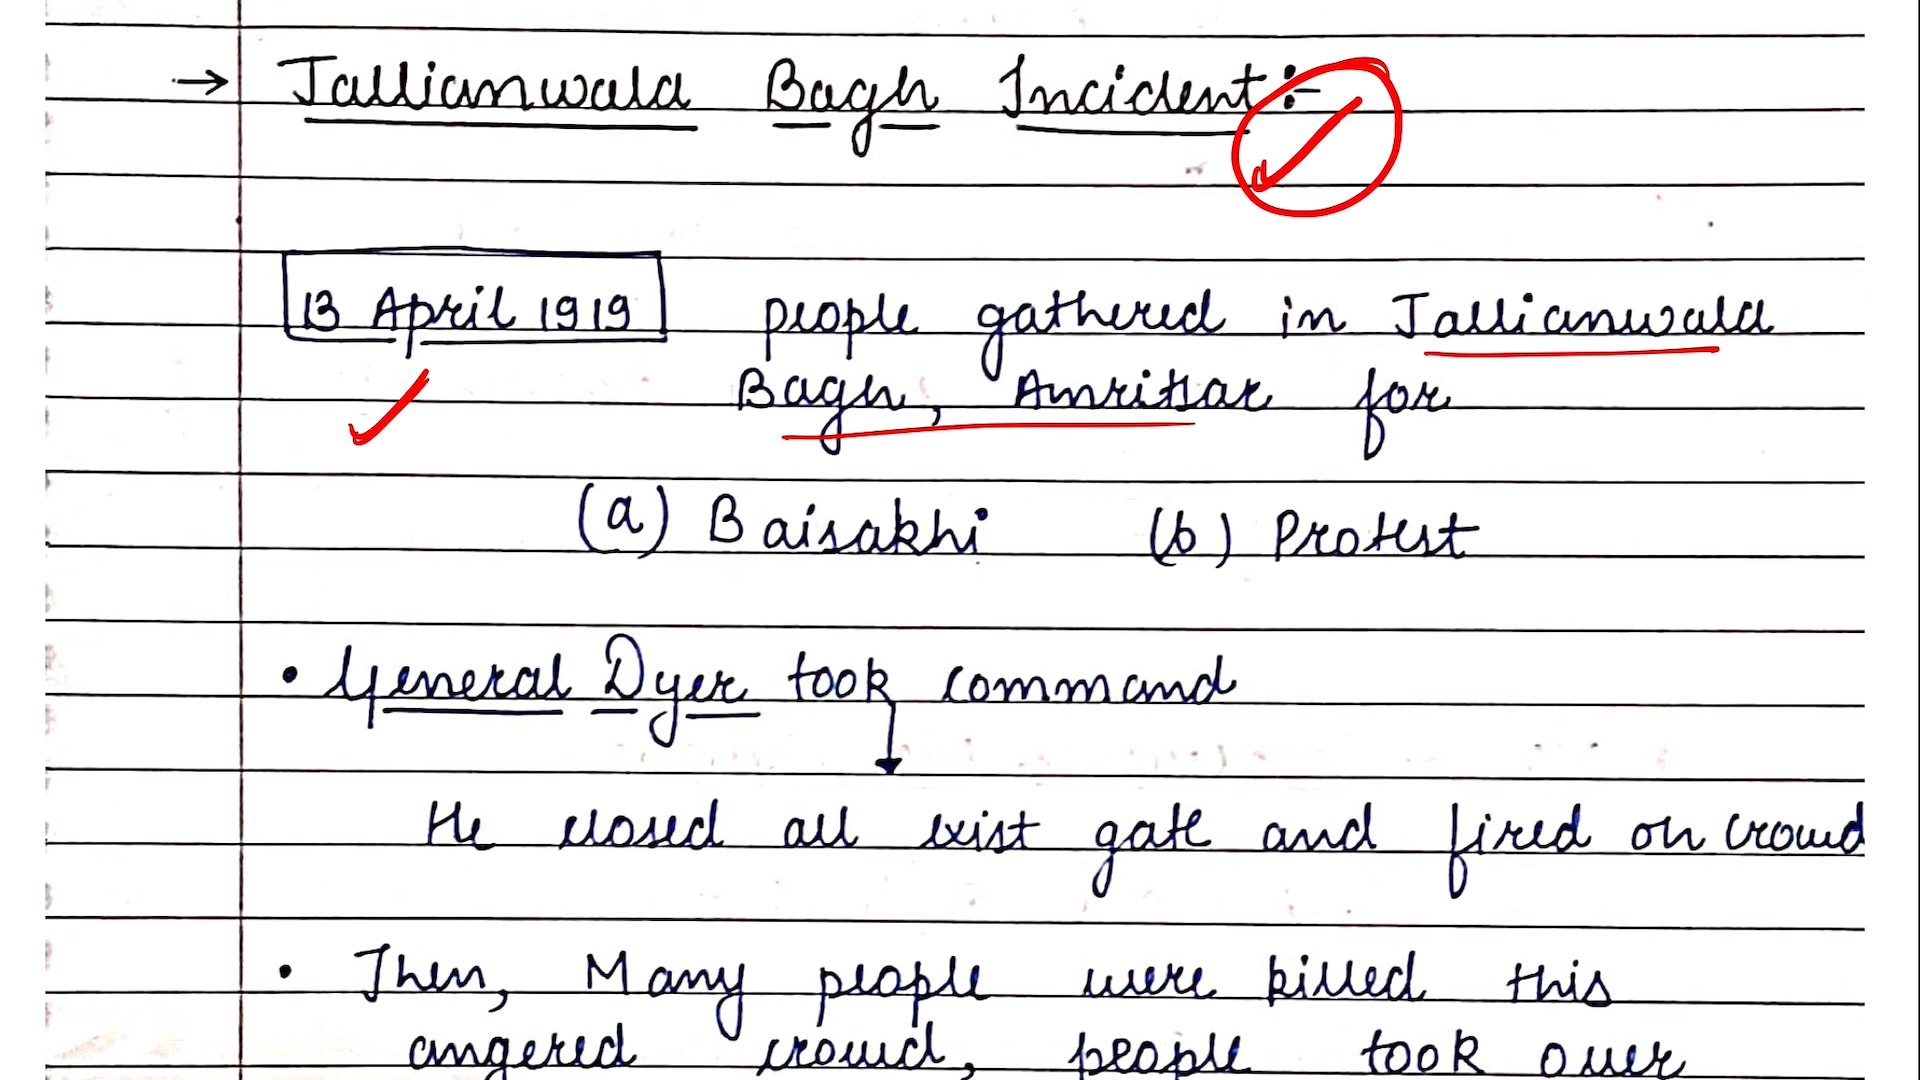 → Jallianwala Bagh Incident :-
13 April 1919 people gathered in Jallianwala
Bagh, Amritsar for
(a) Baisakhi (b) Protest
• General Dyer took command
He closed all exist gate and fired on crowd
• Then, Many people were killed this
angered crowd, people took over